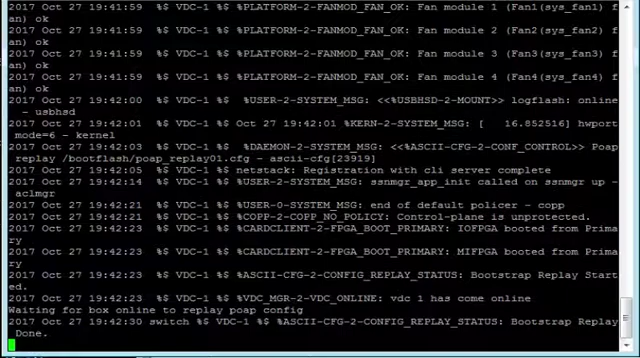 2017 Oct 27 19:41:59  %$ VDC-1 %$ %PLATFORM-2-FANMOD_FAN_OK: Fan module 1 (Fan1(sys_fan1) f
an) ok
2017 Oct 27 19:41:59  %$ VDC-1 %$ %PLATFORM-2-FANMOD_FAN_OK: Fan module 2 (Fan2(sys_fan2) f
an) ok
2017 Oct 27 19:41:59  %$ VDC-1 %$ %PLATFORM-2-FANMOD_FAN_OK: Fan module 3 (Fan3(sys_fan3) f
an) ok
2017 Oct 27 19:41:59  %$ VDC-1 %$ %PLATFORM-2-FANMOD_FAN_OK: Fan module 4 (Fan4(sys_fan4) f
an) ok
2017 Oct 27 19:42:00  %$ VDC-1 %$  %USER-2-SYSTEM_MSG: <<%USBHSD-2-MOUNT>> logflash: online
 - usbhsd
2017 Oct 27 19:42:01  %$ VDC-1 %$ Oct 27 19:42:01 %KERN-2-SYSTEM_MSG: [   16.852516] hwport
mode=6 - kernel
2017 Oct 27 19:42:03  %$ VDC-1 %$  %DAEMON-2-SYSTEM_MSG: <<%ASCII-CFG-2-CONF_CONTROL>> Poap
replay /bootflash/poap_replay01.cfg - ascii-cfg[23919]
2017 Oct 27 19:42:05  %$ VDC-1 %$ netstack: Registration with cli server complete
2017 Oct 27 19:42:14  %$ VDC-1 %$  %USER-2-SYSTEM_MSG: ssnmgr_app_init called on ssnmgr up -
aclmgr
2017 Oct 27 19:42:21  %$ VDC-1 %$  %USER-0-SYSTEM_MSG: end of default policer - copp
2017 Oct 27 19:42:21  %$ VDC-1 %$ %COPP-2-COPP_NO_POLICY: Control-plane is unprotected.
2017 Oct 27 19:42:23  %$ VDC-1 %$ %CARDCLIENT-2-FPGA_BOOT_PRIMARY: IOFPGA booted from Prima
ry
2017 Oct 27 19:42:23  %$ VDC-1 %$ %CARDCLIENT-2-FPGA_BOOT_PRIMARY: MIFPGA booted from Prima
ry
2017 Oct 27 19:42:23  %$ VDC-1 %$ %ASCII-CFG-2-CONFIG_REPLAY_STATUS: Bootstrap Replay Start
ed.
2017 Oct 27 19:42:23  %$ VDC-1 %$ %VDC_MGR-2-VDC_ONLINE: vdc 1 has come online
Waiting for box online to replay poap config
2017 Oct 27 19:42:30 switch %$ VDC-1 %$ %ASCII-CFG-2-CONFIG_REPLAY_STATUS: Bootstrap Replay
 Done.